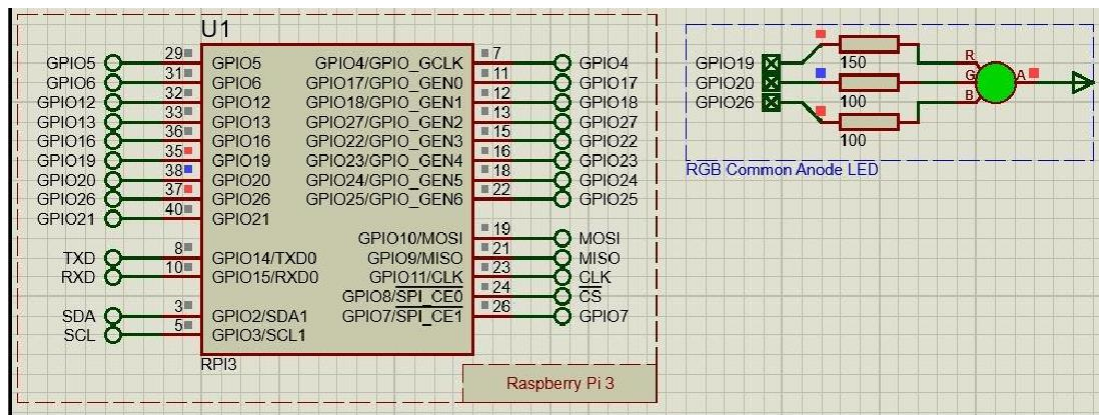 U1
GPIO5 29 GPIO5 GPIO4/GPIO_GCLK 7 GPIO4
GPIO6 31 GPIO6 GPIO17/GPIO_GEN0 11 GPIO17
GPIO12 32 GPIO12 GPIO18/GPIO_GEN1 12 GPIO18
GPIO13 33 GPIO13 GPIO27/GPIO_GEN2 13 GPIO27
GPIO16 36 GPIO16 GPIO22/GPIO_GEN3 15 GPIO22
GPIO19 35 GPIO19 GPIO23/GPIO_GEN4 16 GPIO23
GPIO20 38 GPIO20 GPIO24/GPIO_GEN5 18 GPIO24
GPIO26 37 GPIO26 GPIO25/GPIO_GEN6 22 GPIO25
GPIO21 40 GPIO21
GPIO10/MOSI 19 MOSI
TXD 8 GPIO14/TXD0 GPIO9/MISO 21 MISO
RXD 10 GPIO15/RXD0 GPIO11/CLK 23 CLK
GPIO8/SPI_CE0 24 CS
SDA 3 GPIO2/SDA1 GPIO7/SPI_CE1 26 GPIO7
SCL 5 GPIO3/SCL1
RPI3
Raspberry Pi 3
GPIO19 150 R
GPIO20 100 G A
GPIO26 100 B
RGB Common Anode LED